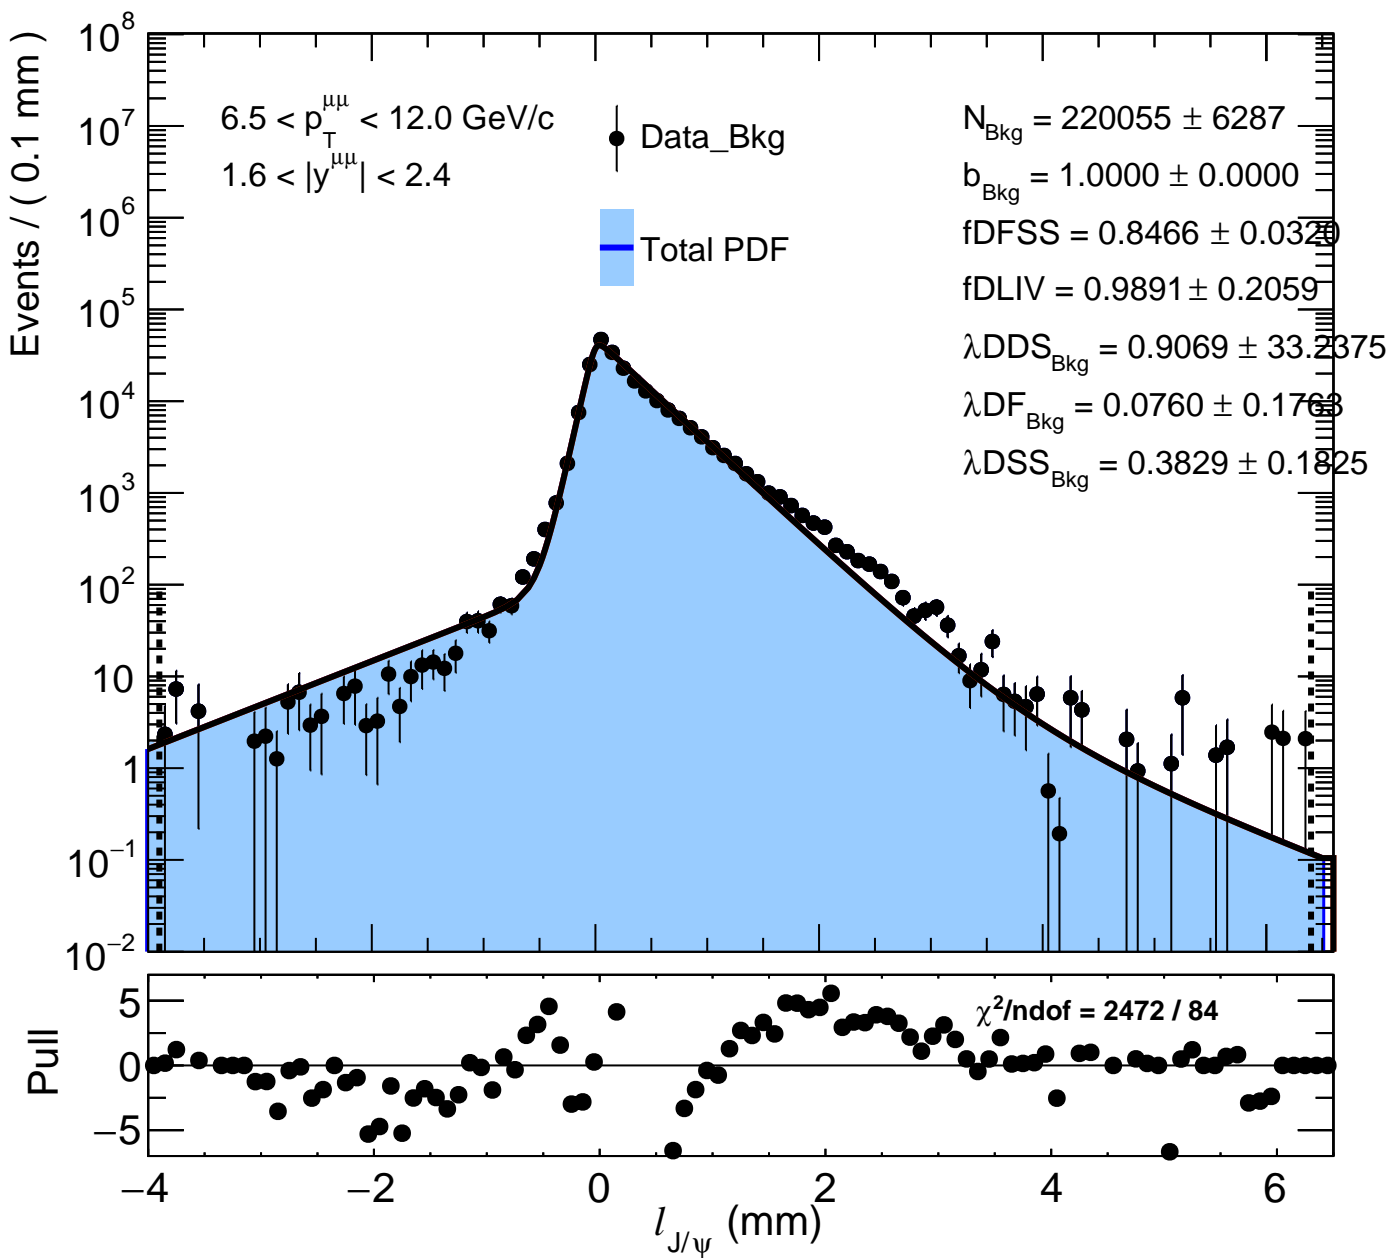 Events / ( 0.1 mm )
10^8
10^7
10^6
10^5
10^4
10^3
10^2
10
1
10^−1
10^−2
6.5 < p_T^μμ < 12.0 GeV/c
1.6 < |y^μμ| < 2.4
Data_Bkg
Total PDF
N_Bkg = 220055 ± 6287
b_Bkg = 1.0000 ± 0.0000
fDFSS = 0.8466 ± 0.0320
fDLIV = 0.9891 ± 0.2059
λDDS_Bkg = 0.9069 ± 33.2375
λDF_Bkg = 0.0760 ± 0.1763
λDSS_Bkg = 0.3829 ± 0.1825
Pull
5
0
−5
χ²/ndof = 2472 / 84
−4 −2 0 2 4 6
l_J/ψ (mm)